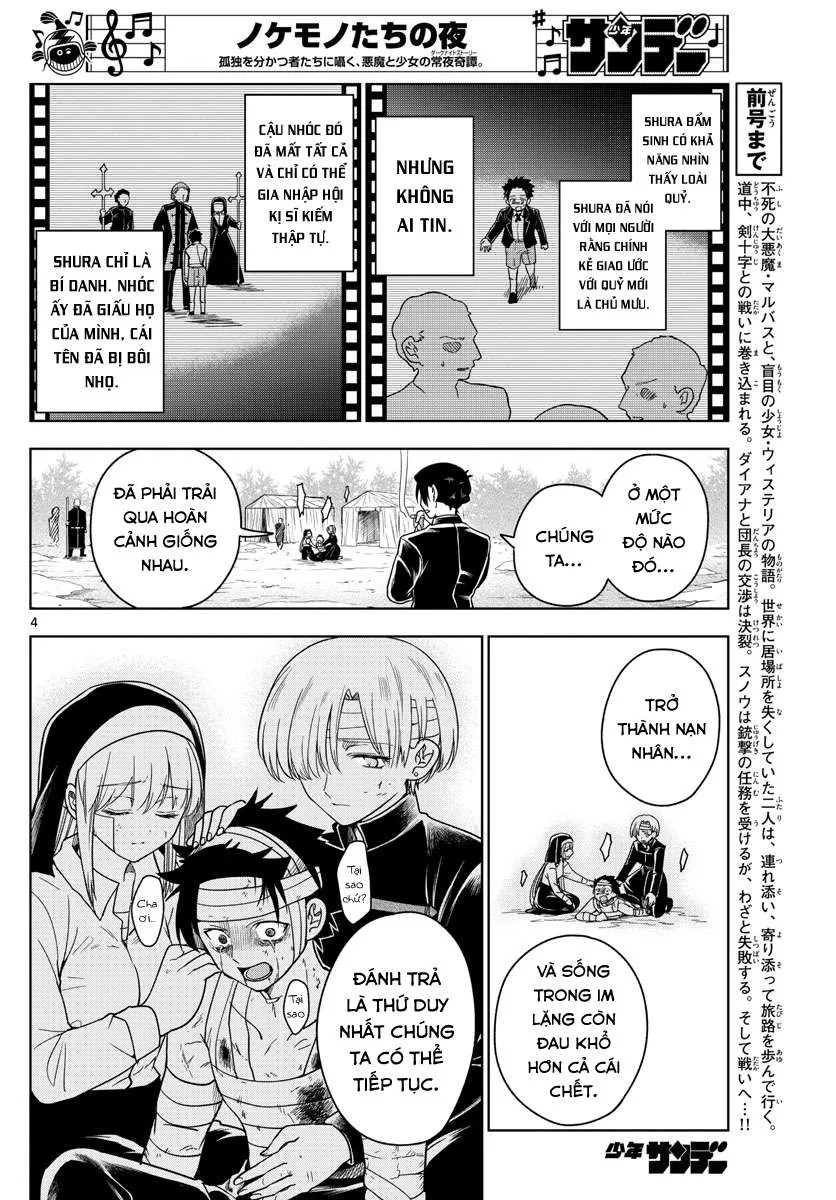 ノケモノたちの夜
ダークナイトストーリー
孤独を分かつ者たちに囁く、悪魔と少女の常夜奇譚。
少年
サンデー
前号まで
不死の大悪魔・マルバスと、盲目の少女・ウィステリアの物語。世界に居場所を失くしていた二人は、連れ添い、寄り添って旅路を歩んで行く。
道中、剣十字との戦いに巻き込まれる。ダイアナと団長の交渉は決裂。スノウは銃撃の任務を受けるが、わざと失敗する。そして戦いへ…!!
SHURA BẨM
SINH CÓ KHẢ
NĂNG NHÌN
THẤY LOÀI
QUỶ.
SHURA ĐÃ NÓI
VỚI MỌI NGƯỜI
RẰNG CHÍNH
KẺ GIAO ƯỚC
VỚI QUỶ MỚI
LÀ CHỦ MƯU.
NHƯNG
KHÔNG
AI TIN.
CẬU NHÓC ĐÓ
ĐÃ MẤT TẤT CẢ
VÀ CHỈ CÓ THỂ
GIA NHẬP HỘI
KỊ SĨ KIẾM
THẬP TỰ.
SHURA CHỈ LÀ
BÍ DANH. NHÓC
ẤY ĐÃ GIẤU HỌ
CỦA MÌNH, CÁI
TÊN ĐÃ BỊ BÔI
NHỌ.
Ở MỘT
MỨC
ĐỘ NÀO
ĐÓ...
CHÚNG
TA...
ĐÃ PHẢI TRẢI
QUA HOÀN
CẢNH GIỐNG
NHAU.
4
TRỞ
THÀNH NẠN
NHÂN...
VÀ SỐNG
TRONG IM
LẶNG CÒN
ĐAU KHỔ
HƠN CẢ CÁI
CHẾT.
Tại
sao
chứ?
Cha
ơi...
Tại
sao
ĐÁNH TRẢ
LÀ THỨ DUY
NHẤT CHÚNG
TA CÓ THỂ
TIẾP TỤC.
少年
サンデー